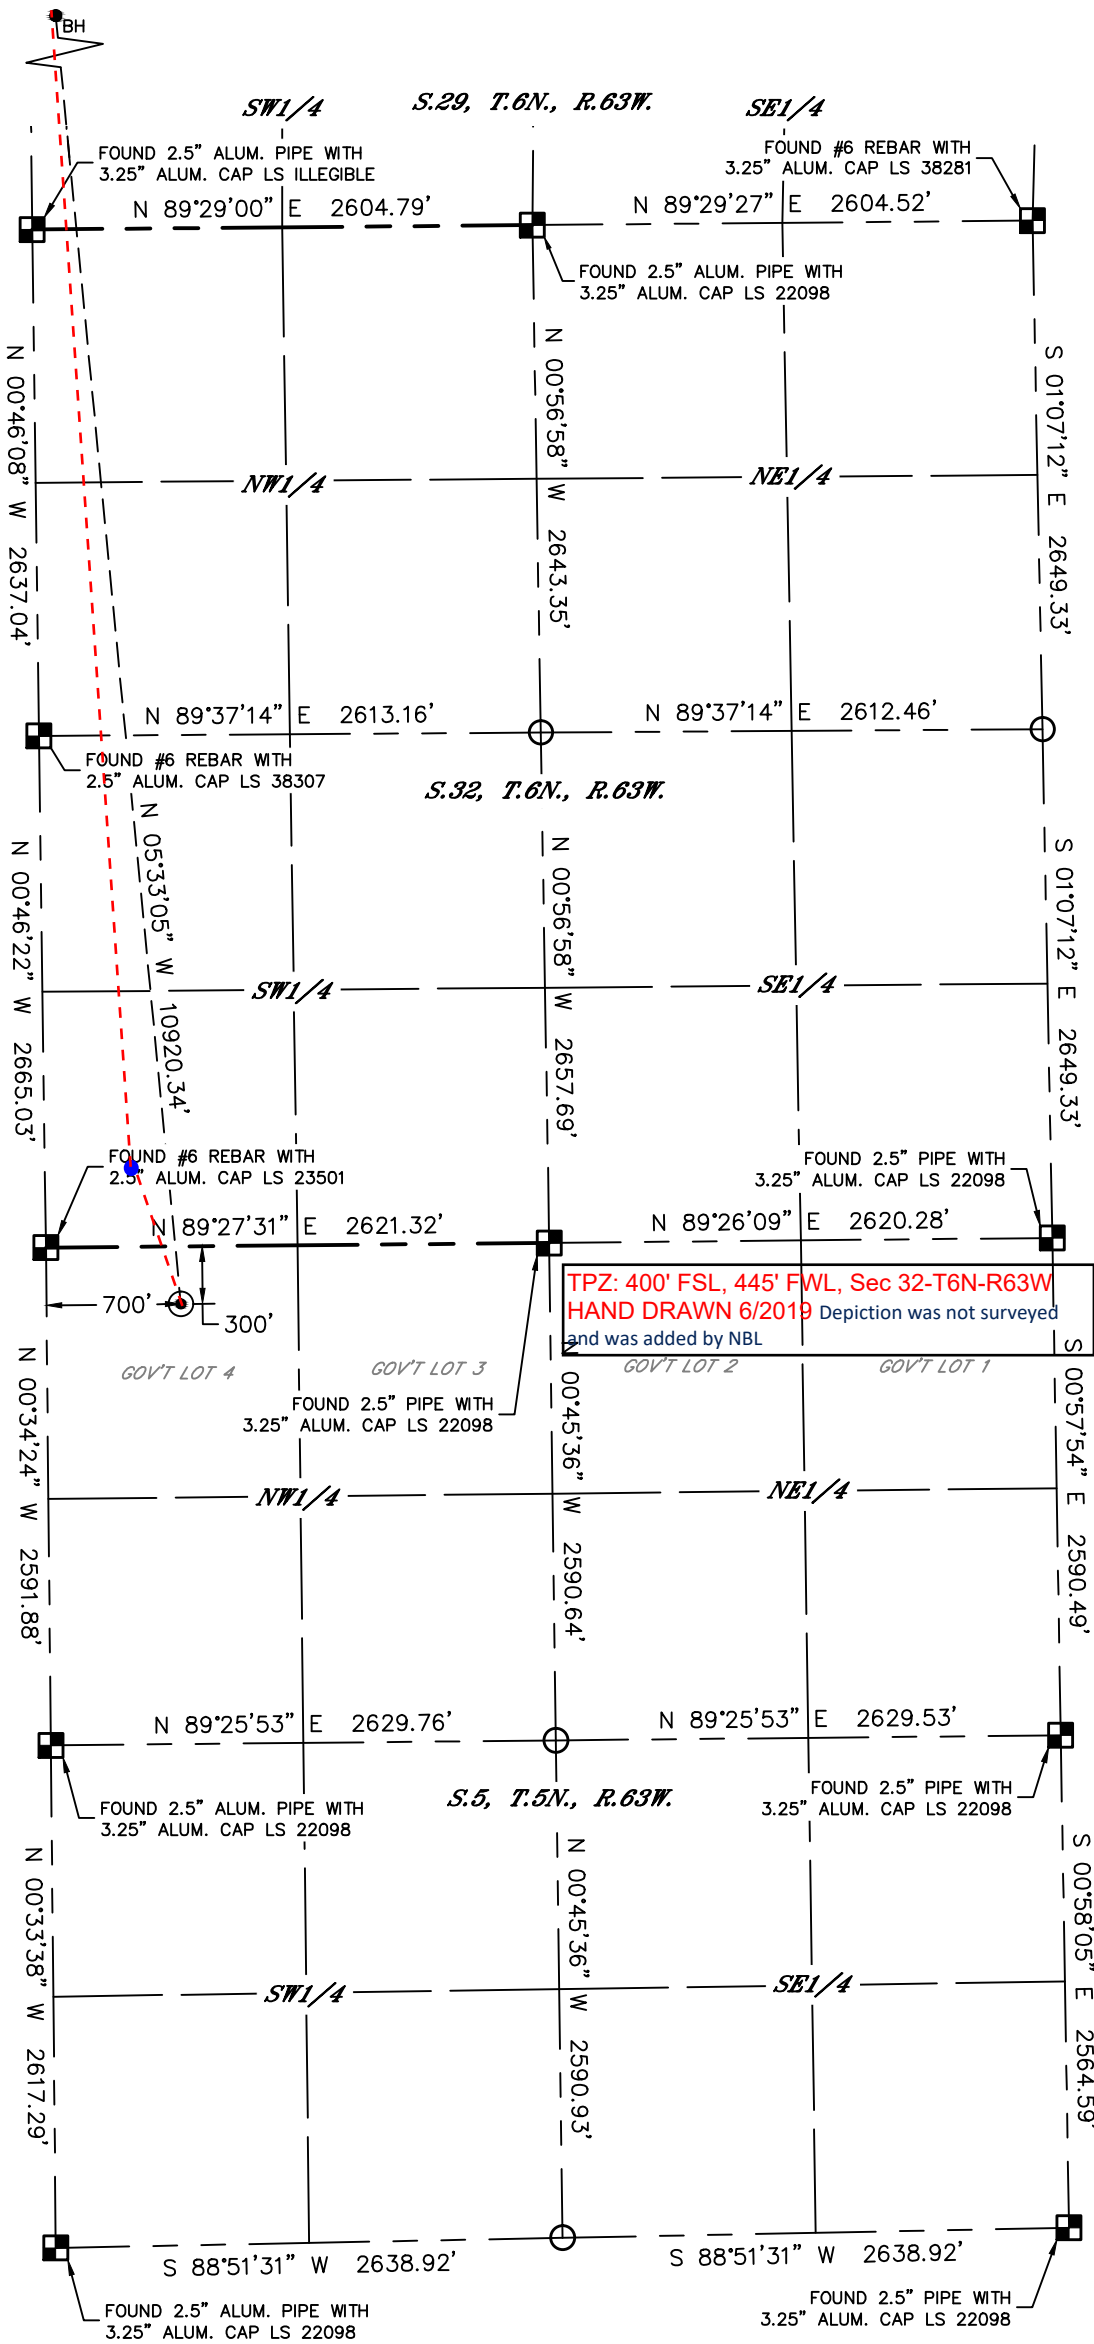 BH
SW1/4
S.29, T.6N., R.63W.
SE1/4
FOUND 2.5" ALUM. PIPE WITH
3.25" ALUM. CAP LS ILLEGIBLE
FOUND #6 REBAR WITH
3.25" ALUM. CAP LS 38281
N 89°29'00" E 2604.79'
N 89°29'27" E 2604.52'
FOUND 2.5" ALUM. PIPE WITH
3.25" ALUM. CAP LS 22098
N 00°46'08" W 2637.04'
N 00°56'58" W 2643.35'
S 01°07'12" E 2649.33'
NW1/4
NE1/4
N 89°37'14" E 2613.16'
N 89°37'14" E 2612.46'
FOUND #6 REBAR WITH
2.5" ALUM. CAP LS 38307
S.32, T.6N., R.63W.
N 05°33'05" W 10920.34'
N 00°46'22" W 2665.03'
N 00°56'58" W 2657.69'
S 01°07'12" E 2649.33'
SW1/4
SE1/4
FOUND #6 REBAR WITH
2.5" ALUM. CAP LS 23501
FOUND 2.5" PIPE WITH
3.25" ALUM. CAP LS 22098
N 89°27'31" E 2621.32'
N 89°26'09" E 2620.28'
TPZ: 400' FSL, 445' FWL, Sec 32-T6N-R63W
HAND DRAWN 6/2019 Depiction was not surveyed
and was added by NBL
700'
300'
GOV'T LOT 4
GOV'T LOT 3
GOV'T LOT 2
GOV'T LOT 1
FOUND 2.5" PIPE WITH
3.25" ALUM. CAP LS 22098
N 00°34'24" W 2591.88'
N 00°45'36" W 2590.64'
S 00°57'54" E 2590.49'
NW1/4
NE1/4
N 89°25'53" E 2629.76'
N 89°25'53" E 2629.53'
FOUND 2.5" ALUM. PIPE WITH
3.25" ALUM. CAP LS 22098
S.5, T.5N., R.63W.
FOUND 2.5" PIPE WITH
3.25" ALUM. CAP LS 22098
N 00°33'38" W 2617.29'
N 00°45'36" W 2590.93'
S 00°58'05" E 2564.59'
SW1/4
SE1/4
S 88°51'31" W 2638.92'
S 88°51'31" W 2638.92'
FOUND 2.5" ALUM. PIPE WITH
3.25" ALUM. CAP LS 22098
FOUND 2.5" PIPE WITH
3.25" ALUM. CAP LS 22098